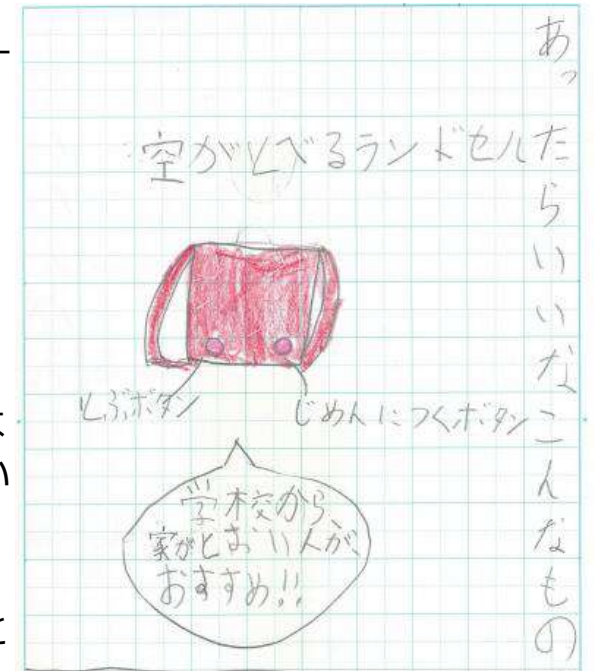 あったらいいなこんなもの
空がとべるランドセル
とぶボタン
じめんにつくボタン
学校から、
家がとおい人が、
おすすめ!!